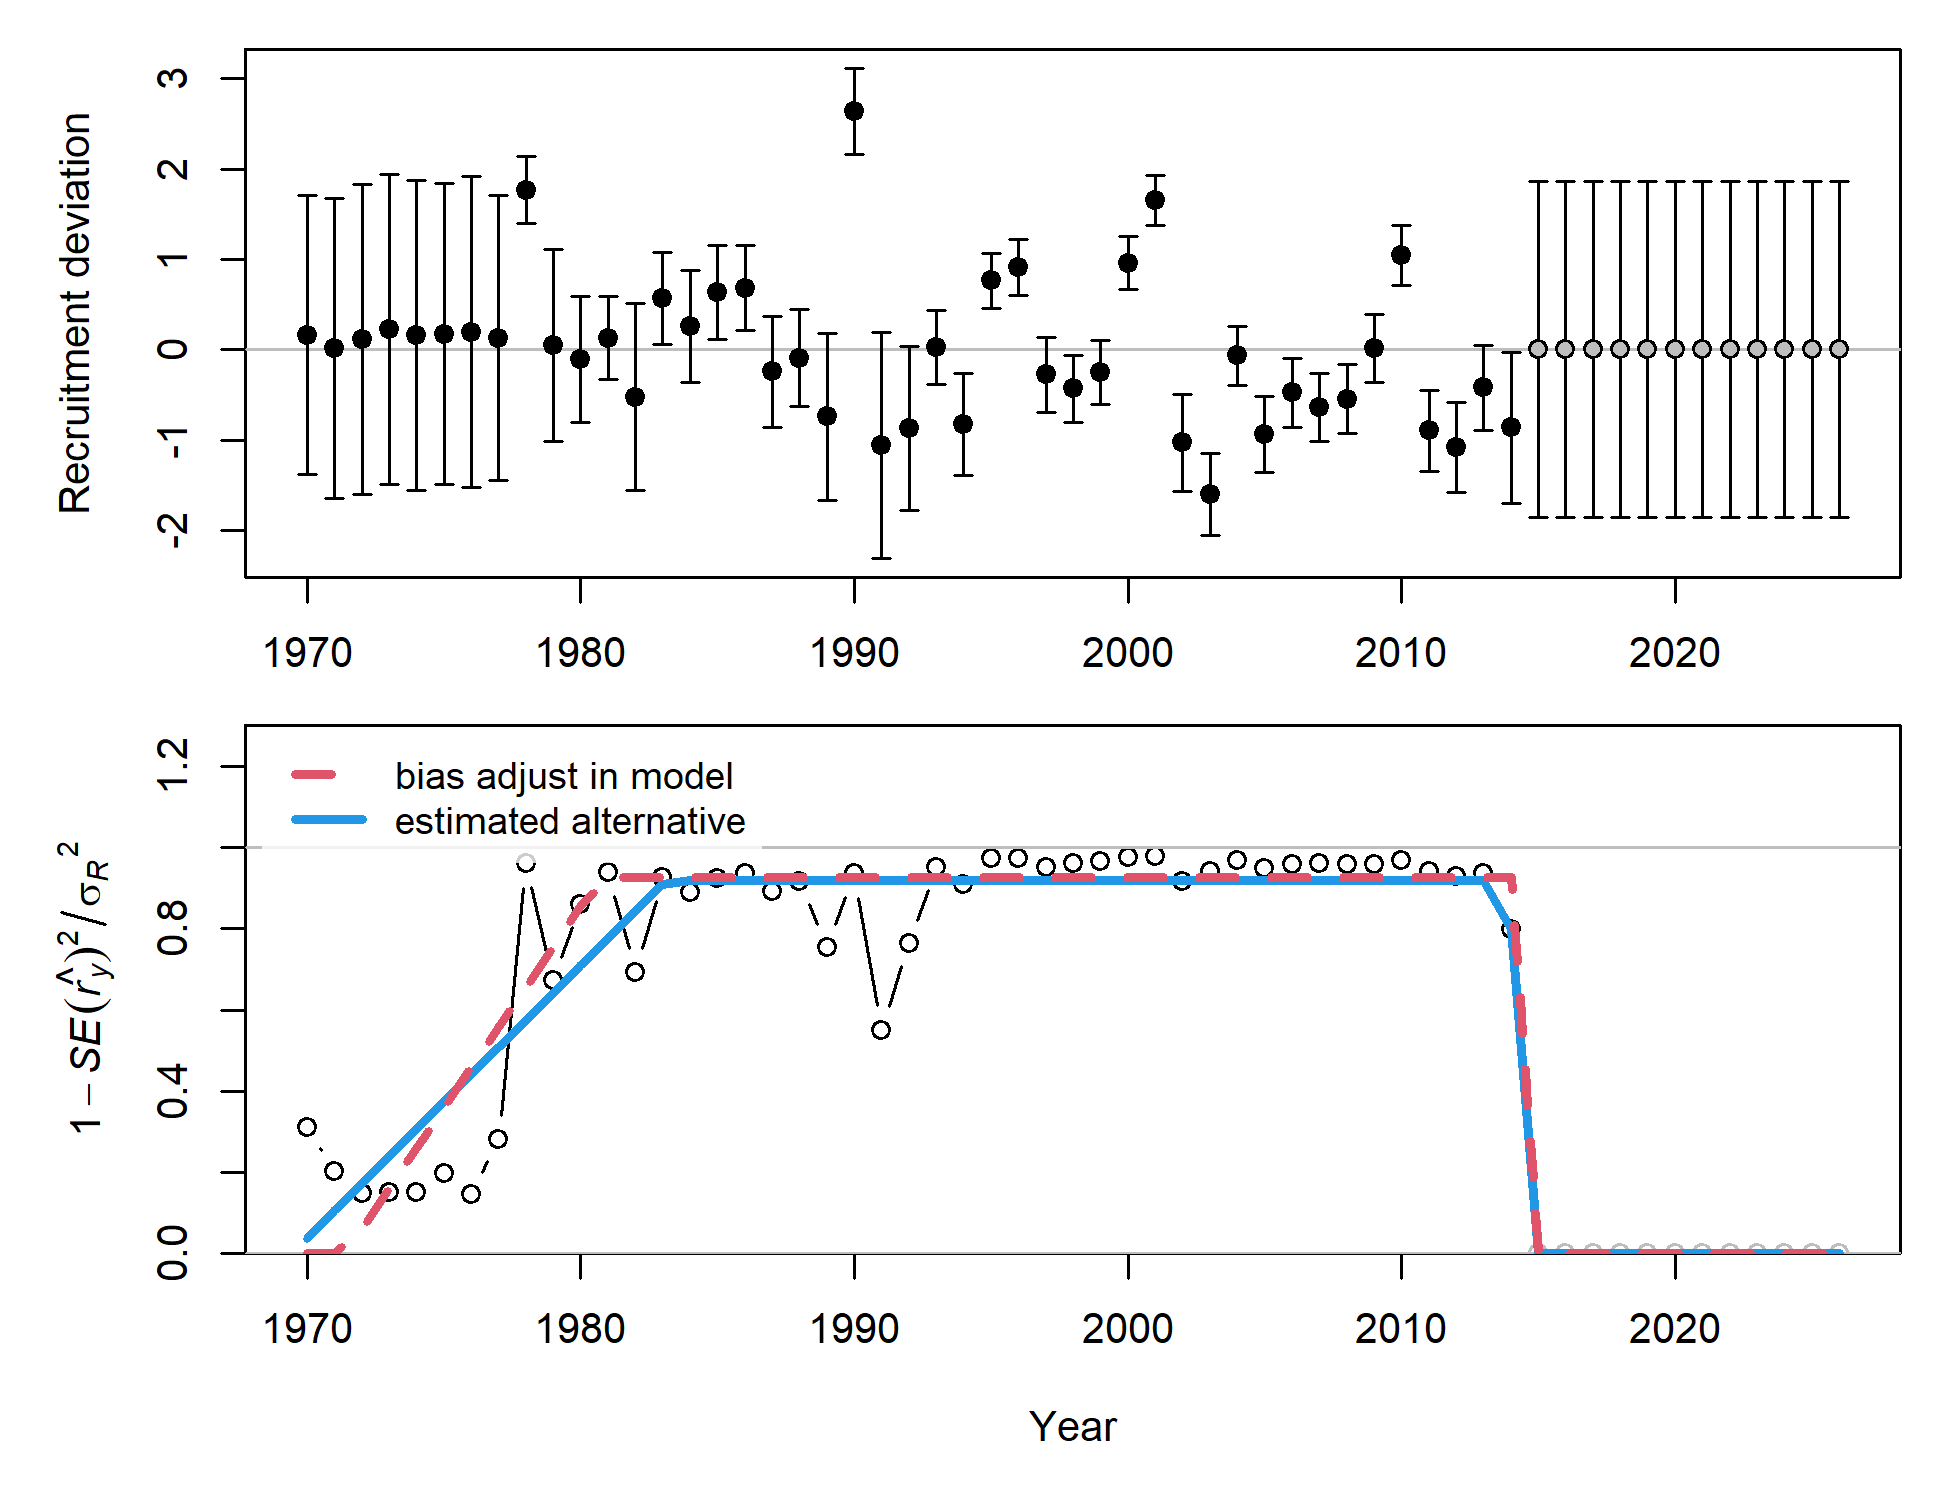 Recruitment deviation
3
2
1
0
-1
-2
1970 1980 1990 2000 2010 2020
1 − SE(r̂y)² / σR²
1.2
0.8
0.4
0.0
bias adjust in model
estimated alternative
1970 1980 1990 2000 2010 2020
Year